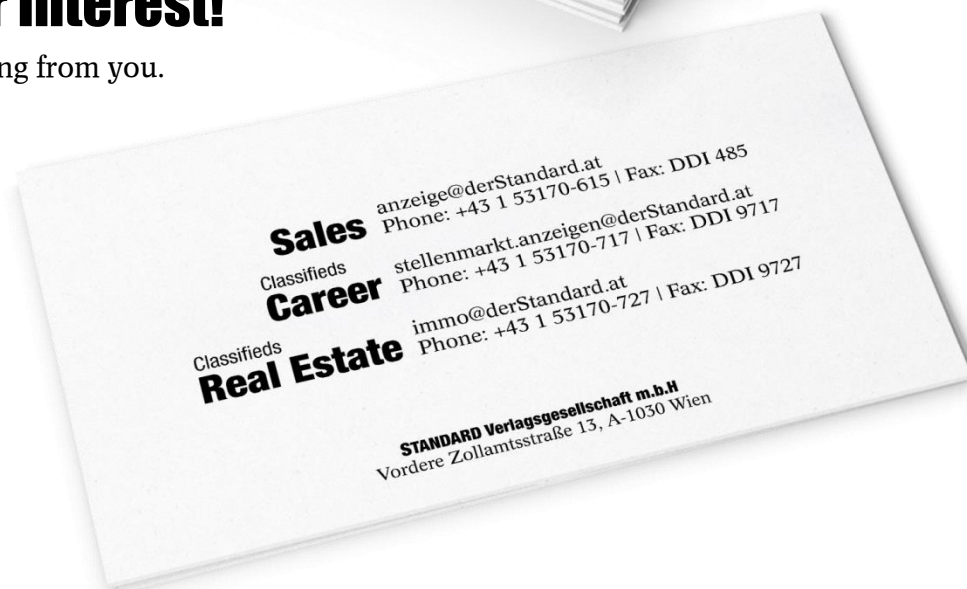 interest!
from you.
anzeige@derStandard.at
Sales Phone: +43 1 53170-615 | Fax: DDI 485
Classifieds stellenmarkt.anzeigen@derStandard.at
Career Phone: +43 1 53170-717 | Fax: DDI 9717
Classifieds immo@derStandard.at
Real Estate Phone: +43 1 53170-727 | Fax: DDI 9727
STANDARD Verlagsgesellschaft m.b.H
Vordere Zollamtsstraße 13, A-1030 Wien